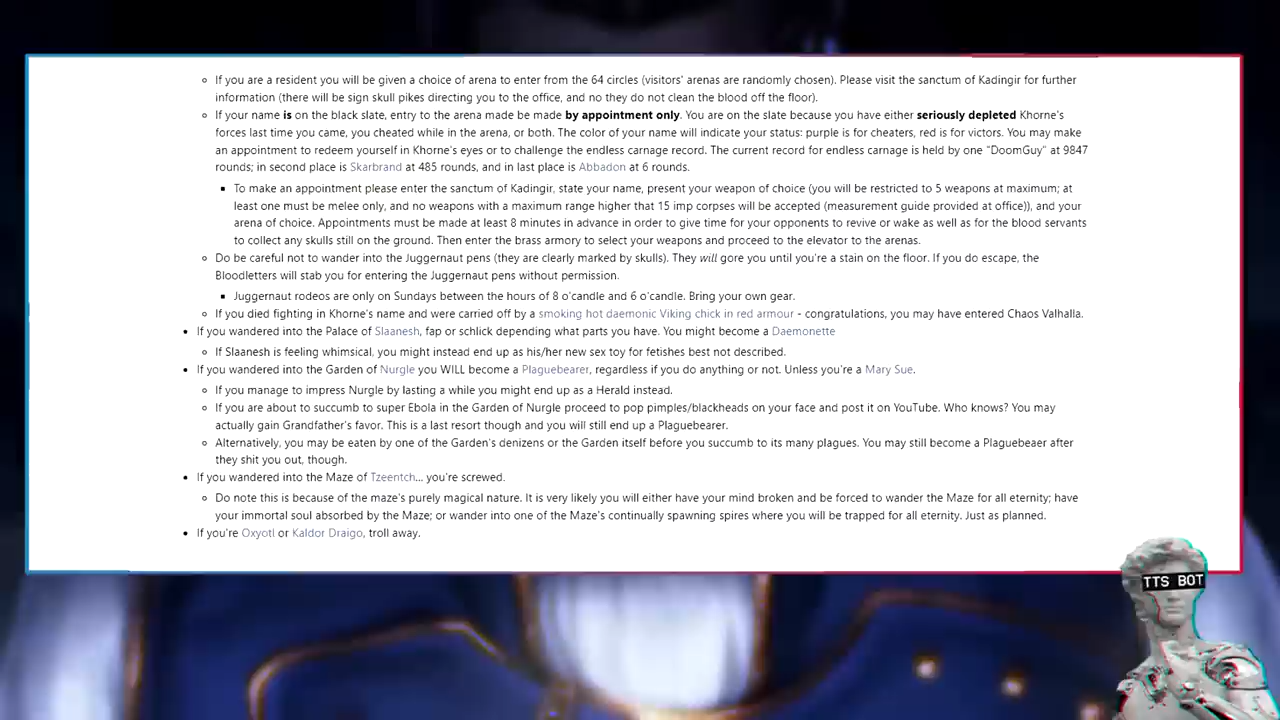 If you are a resident you will be given a choice of arena to enter from the 64 circles (visitors' arenas are randomly chosen). Please visit the sanctum of Kadingir for further
information (there will be sign skull pikes directing you to the office, and no they do not clean the blood off the floor).
If your name is on the black slate, entry to the arena made be made by appointment only. You are on the slate because you have either seriously depleted Khorne's
forces last time you came, you cheated while in the arena, or both. The color of your name will indicate your status: purple is for cheaters, red is for victors. You may make
an appointment to redeem yourself in Khorne's eyes or to challenge the endless carnage record. The current record for endless carnage is held by one "DoomGuy" at 9847
rounds; in second place is Skarbrand at 485 rounds, and in last place is Abbadon at 6 rounds.
To make an appointment please enter the sanctum of Kadingir, state your name, present your weapon of choice (you will be restricted to 5 weapons at maximum; at
least one must be melee only, and no weapons with a maximum range higher that 15 imp corpses will be accepted (measurement guide provided at office)), and your
arena of choice. Appointments must be made at least 8 minutes in advance in order to give time for your opponents to revive or wake as well as for the blood servants
to collect any skulls still on the ground. Then enter the brass armory to select your weapons and proceed to the elevator to the arenas.
Do be careful not to wander into the Juggernaut pens (they are clearly marked by skulls). They will gore you until you're a stain on the floor. If you do escape, the
Bloodletters will stab you for entering the Juggernaut pens without permission.
Juggernaut rodeos are only on Sundays between the hours of 8 o'candle and 6 o'candle. Bring your own gear.
If you died fighting in Khorne's name and were carried off by a smoking hot daemonic Viking chick in red armour - congratulations, you may have entered Chaos Valhalla.
If you wandered into the Palace of Slaanesh, fap or schlick depending what parts you have. You might become a Daemonette
If Slaanesh is feeling whimsical, you might instead end up as his/her new sex toy for fetishes best not described.
If you wandered into the Garden of Nurgle you WILL become a Plaguebearer, regardless if you do anything or not. Unless you're a Mary Sue.
If you manage to impress Nurgle by lasting a while you might end up as a Herald instead.
If you are about to succumb to super Ebola in the Garden of Nurgle proceed to pop pimples/blackheads on your face and post it on YouTube. Who knows? You may
actually gain Grandfather's favor. This is a last resort though and you will still end up a Plaguebearer.
Alternatively, you may be eaten by one of the Garden's denizens or the Garden itself before you succumb to its many plagues. You may still become a Plaguebeaer after
they shit you out, though.
If you wandered into the Maze of Tzeentch... you're screwed.
Do note this is because of the maze's purely magical nature. It is very likely you will either have your mind broken and be forced to wander the Maze for all eternity; have
your immortal soul absorbed by the Maze; or wander into one of the Maze's continually spawning spires where you will be trapped for all eternity. Just as planned.
If you're Oxyotl or Kaldor Draigo, troll away.
TTS BOT